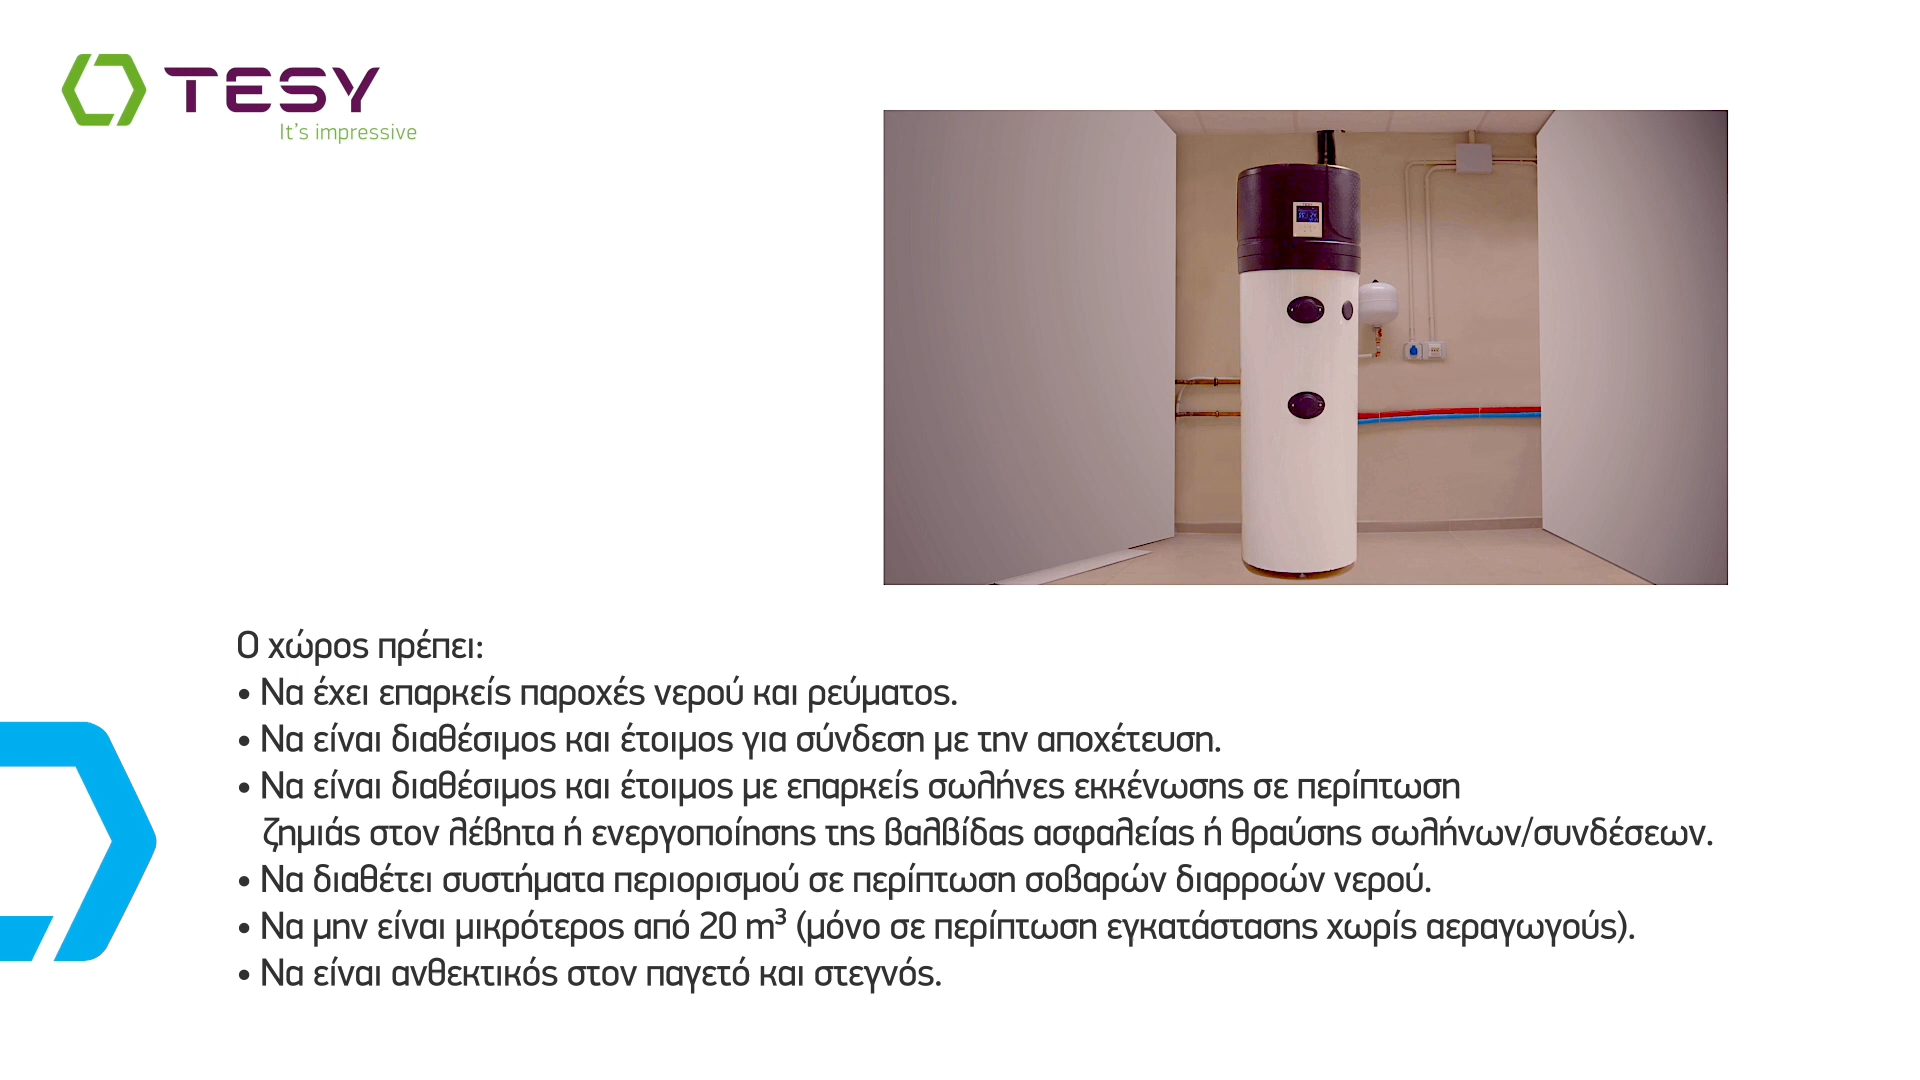 TESY
It's impressive
Ο χώρος πρέπει:
• Να έχει επαρκείς παροχές νερού και ρεύματος.
• Να είναι διαθέσιμος και έτοιμος για σύνδεση με την αποχέτευση.
• Να είναι διαθέσιμος και έτοιμος με επαρκείς σωλήνες εκκένωσης σε περίπτωση
ζημιάς στον λέβητα ή ενεργοποίησης της βαλβίδας ασφαλείας ή θραύσης σωλήνων/συνδέσεων.
• Να διαθέτει συστήματα περιορισμού σε περίπτωση σοβαρών διαρροών νερού.
• Να μην είναι μικρότερος από 20 m³ (μόνο σε περίπτωση εγκατάστασης χωρίς αεραγωγούς).
• Να είναι ανθεκτικός στον παγετό και στεγνός.